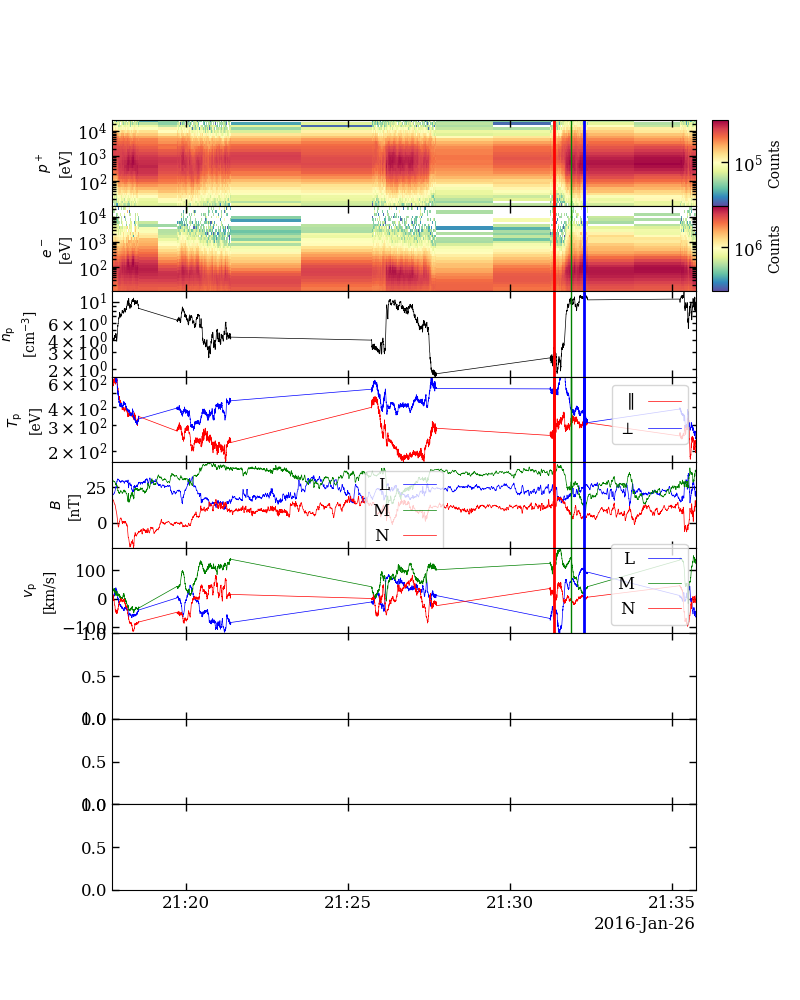 10⁴
10³
10²
p⁺
[eV]
10⁵
Counts
10⁴
10³
10²
e⁻
[eV]
10⁶
Counts
10¹
6 × 10⁰
4 × 10⁰
3 × 10⁰
2 × 10⁰
nₚ
[cm⁻³]
6 × 10²
4 × 10²
3 × 10²
2 × 10²
Tₚ
[eV]
∥
⊥
25
0
B
[nT]
L
M
N
100
0
−100
vₚ
[km/s]
L
M
N
1.0
0.5
0.0
1.0
0.5
0.0
1.0
0.5
0.0
21:20 21:25 21:30 21:35
2016-Jan-26